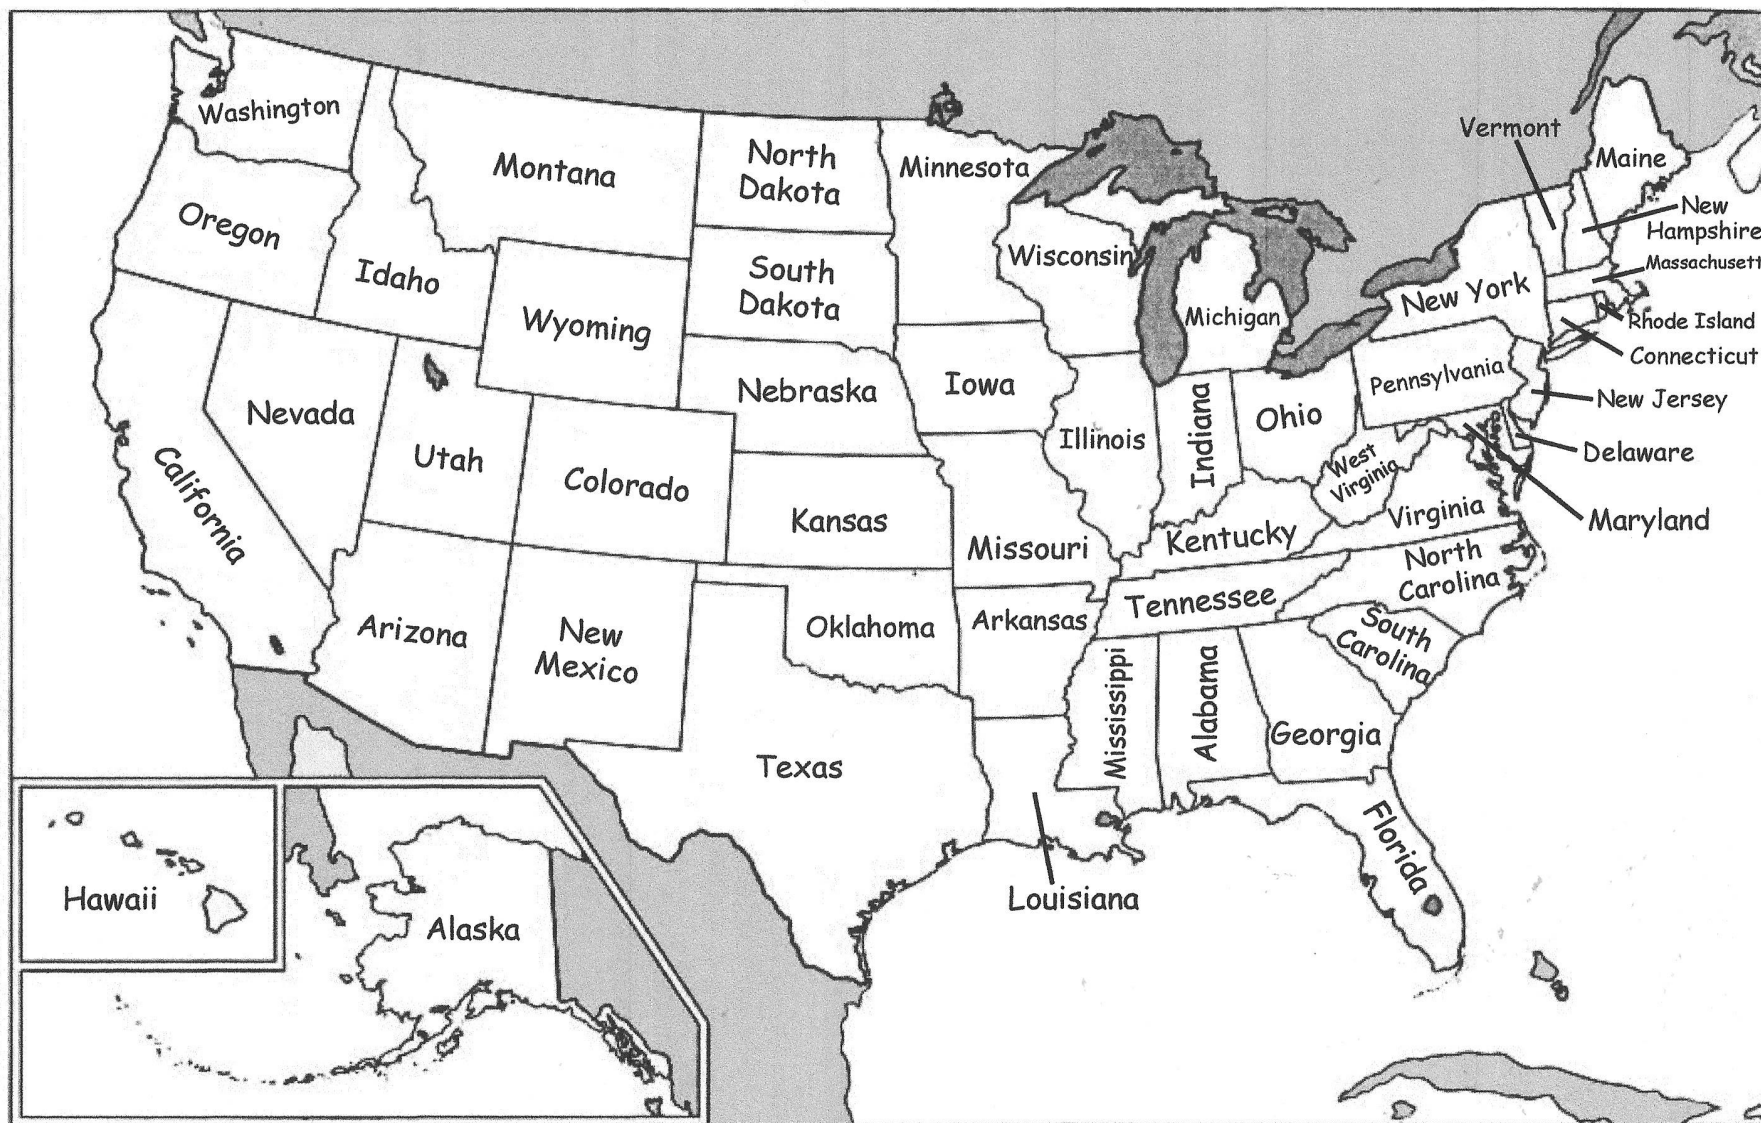 Washington
Montana
North
Dakota
Minnesota
Vermont
Maine
Oregon
Idaho
Wyoming
South
Dakota
Wisconsin
Michigan
New York
New
Hampshire
Massachusett
Rhode Island
Connecticut
New Jersey
Delaware
Maryland
Nevada
Utah
Colorado
Nebraska
Iowa
Illinois
Indiana
Ohio
Pennsylvania
West
Virginia
Virginia
California
Kansas
Missouri
Kentucky
North
Carolina
Arizona
New
Mexico
Oklahoma
Arkansas
Tennessee
South
Carolina
Mississippi
Alabama
Georgia
Texas
Louisiana
Florida
Hawaii
Alaska